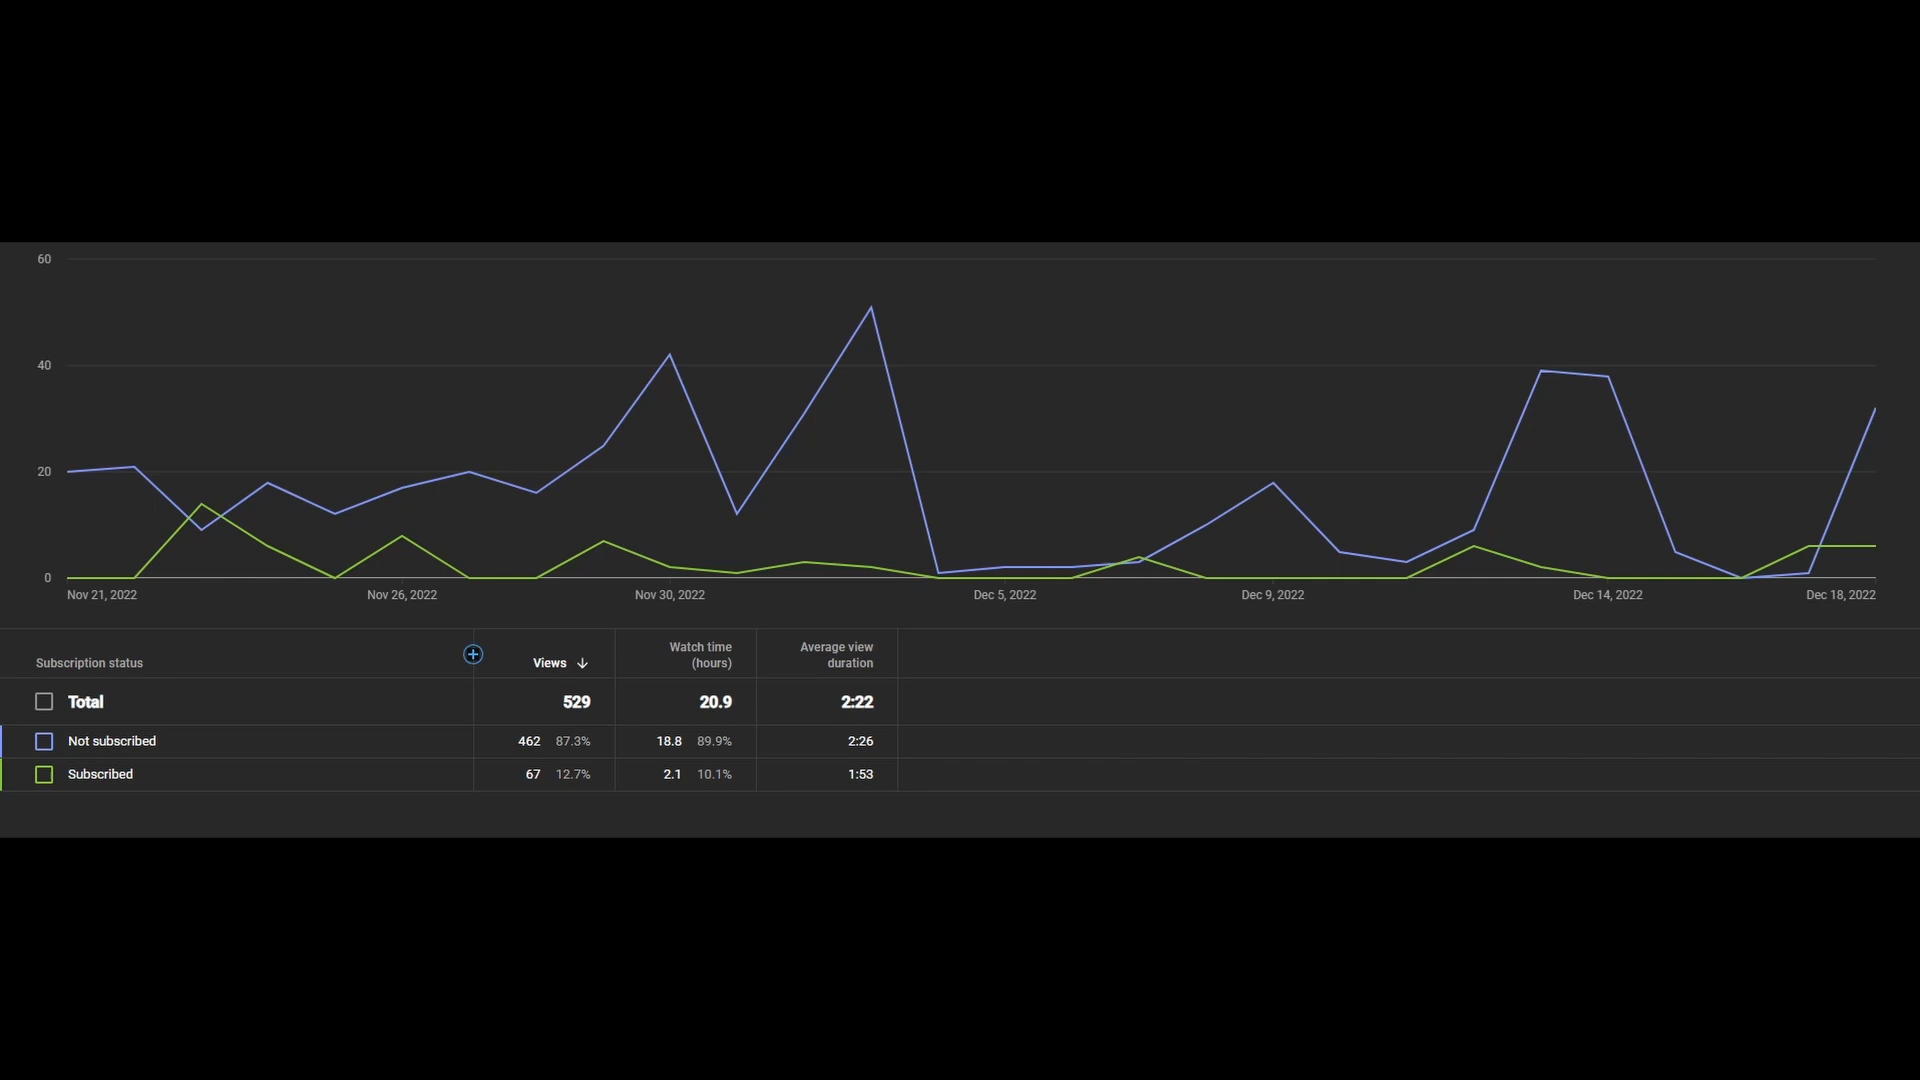 60
40
20
0
Nov 21, 2022 Nov 26, 2022 Nov 30, 2022 Dec 5, 2022 Dec 9, 2022 Dec 14, 2022 Dec 18, 2022
Subscription status Views Watch time (hours) Average view duration
Total 529 20.9 2:22
Not subscribed 462 87.3% 18.8 89.9% 2:26
Subscribed 67 12.7% 2.1 10.1% 1:53